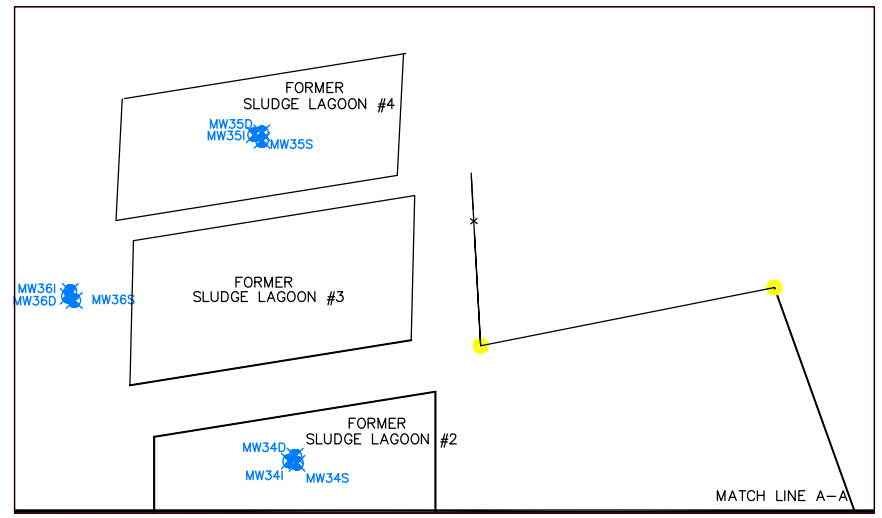 FORMER
SLUDGE LAGOON #4
MW35D
MW35I
MW35S
FORMER
SLUDGE LAGOON #3
MW36I
MW36D
MW36S
FORMER
SLUDGE LAGOON #2
MW34D
MW34I
MW34S
MATCH LINE A-A